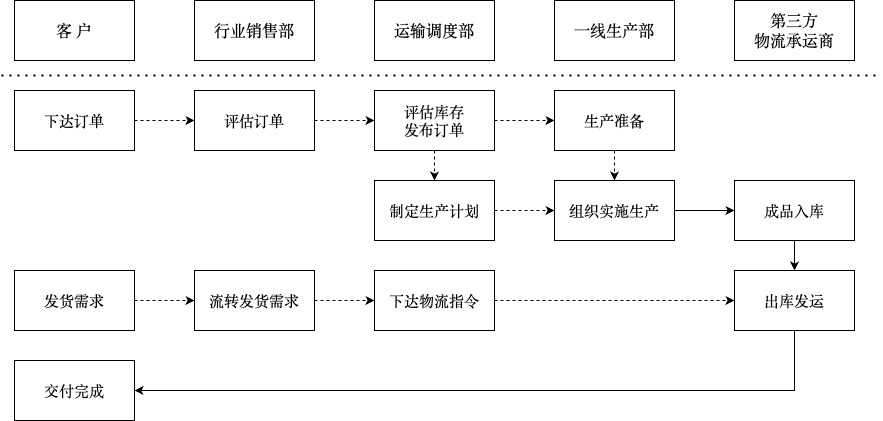 客 户
行业销售部
运输调度部
一线生产部
第三方
物流承运商
下达订单
评估订单
评估库存
发布订单
生产准备
制定生产计划
组织实施生产
成品入库
发货需求
流转发货需求
下达物流指令
出库发运
交付完成